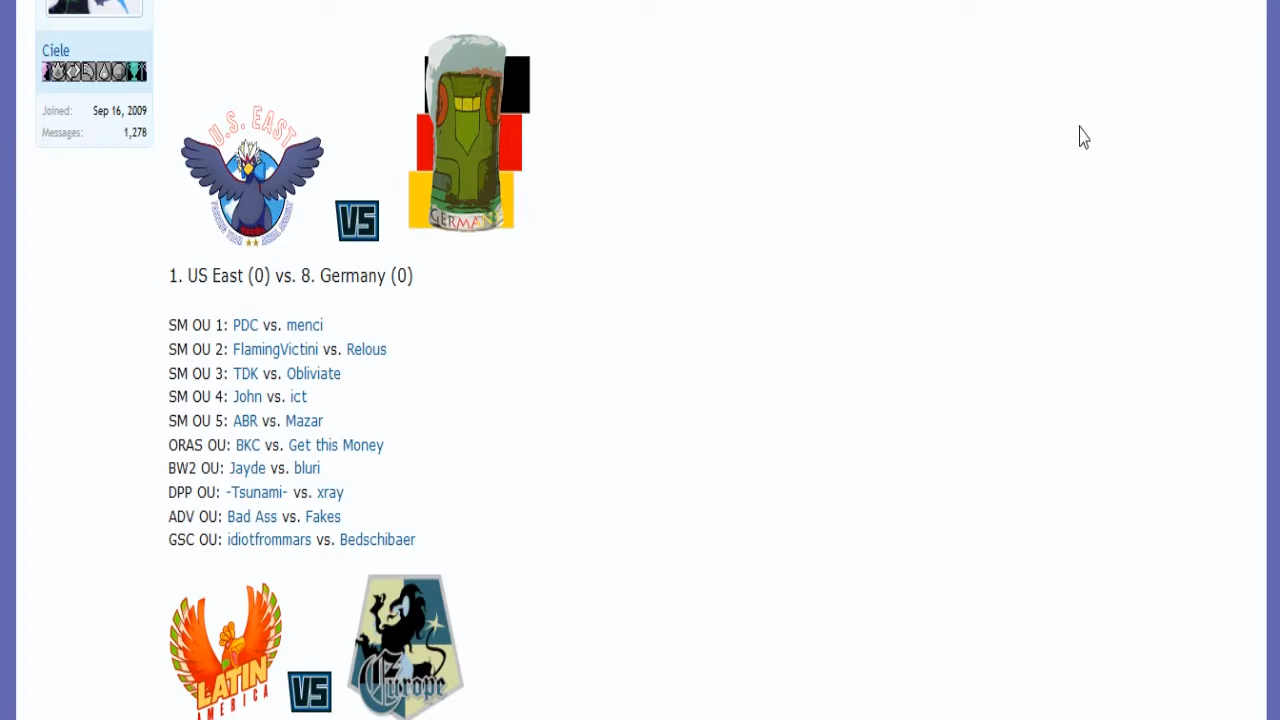 Ciele
Joined: Sep 16, 2009
Messages: 1,278
U.S. EAST
GERMANY
VS
1. US East (0) vs. 8. Germany (0)
SM OU 1: PDC vs. menci
SM OU 2: FlamingVictini vs. Relous
SM OU 3: TDK vs. Obliviate
SM OU 4: John vs. ict
SM OU 5: ABR vs. Mazar
ORAS OU: BKC vs. Get this Money
BW2 OU: Jayde vs. bluri
DPP OU: -Tsunami- vs. xray
ADV OU: Bad Ass vs. Fakes
GSC OU: idiotfrommars vs. Bedschibaer
LATIN
AMERICA
VS
Europe